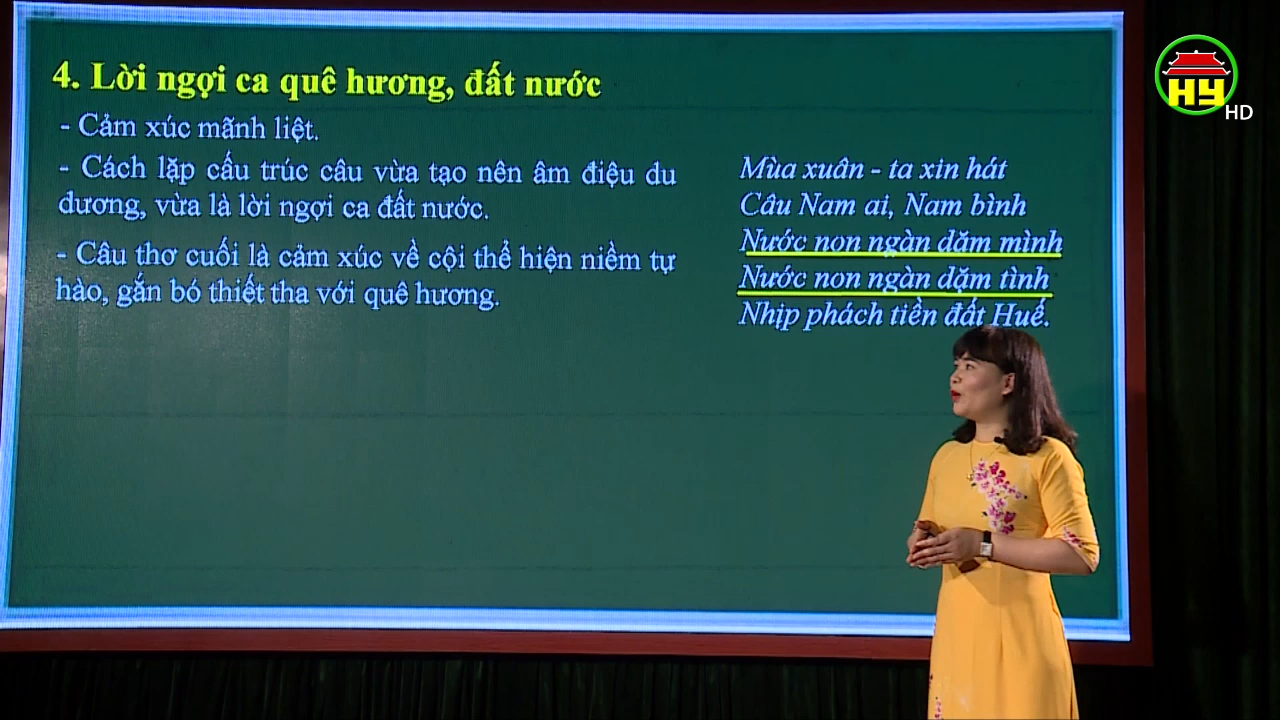 4. Lời ngợi ca quê hương, đất nước
- Cảm xúc mãnh liệt.
- Cách lặp cấu trúc câu vừa tạo nên âm điệu du
dương, vừa là lời ngợi ca đất nước.
- Câu thơ cuối là cảm xúc về cội thể hiện niềm tự
hào, gắn bó thiết tha với quê hương.
Mùa xuân - ta xin hát
Câu Nam ai, Nam bình
Nước non ngàn dặm mình
Nước non ngàn dặm tình
Nhịp phách tiền đất Huế.
HY
HD